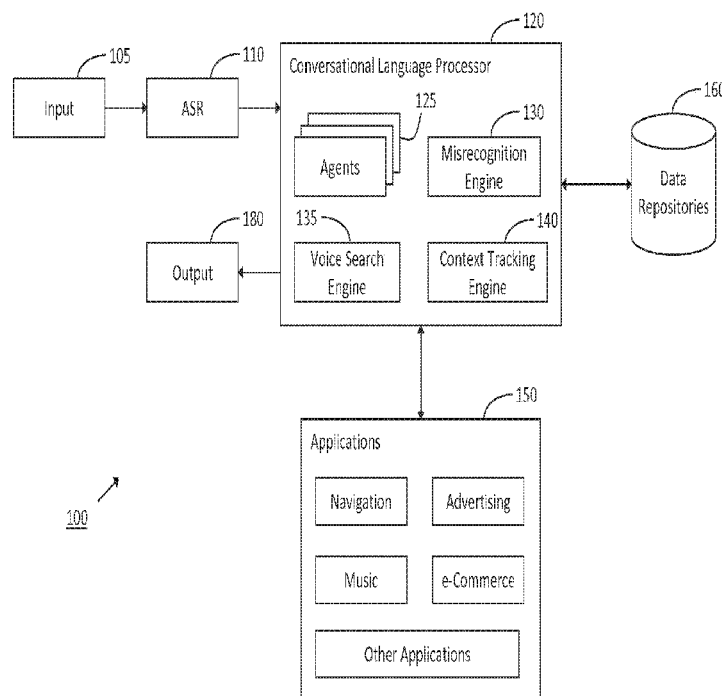 120
105
110
Conversational Language Processor
160
Input
ASR
125
130
Agents
Misrecognition
Engine
Data
Repositories
180
135
140
Output
Voice Search
Engine
Context Tracking
Engine
150
Applications
Navigation
Advertising
100
Music
e-Commerce
Other Applications